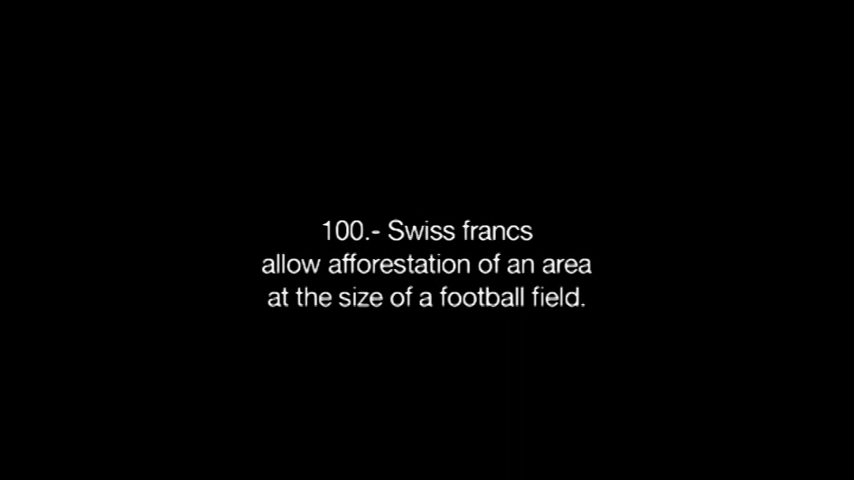 100.- Swiss francs
allow afforestation of an area
at the size of a football field.